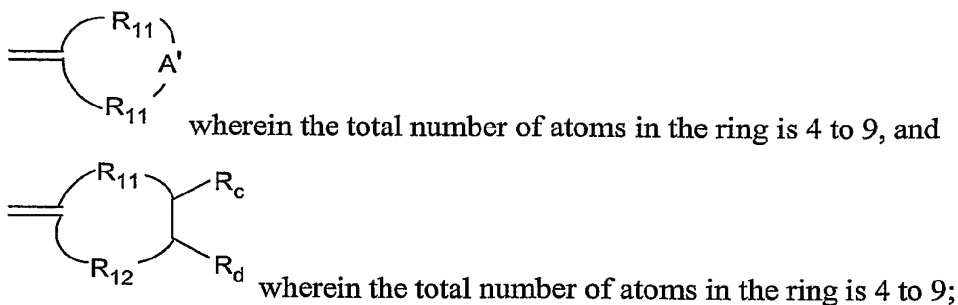 R11
A'
R11 wherein the total number of atoms in the ring is 4 to 9, and
R11 Rc
R12 Rd wherein the total number of atoms in the ring is 4 to 9;